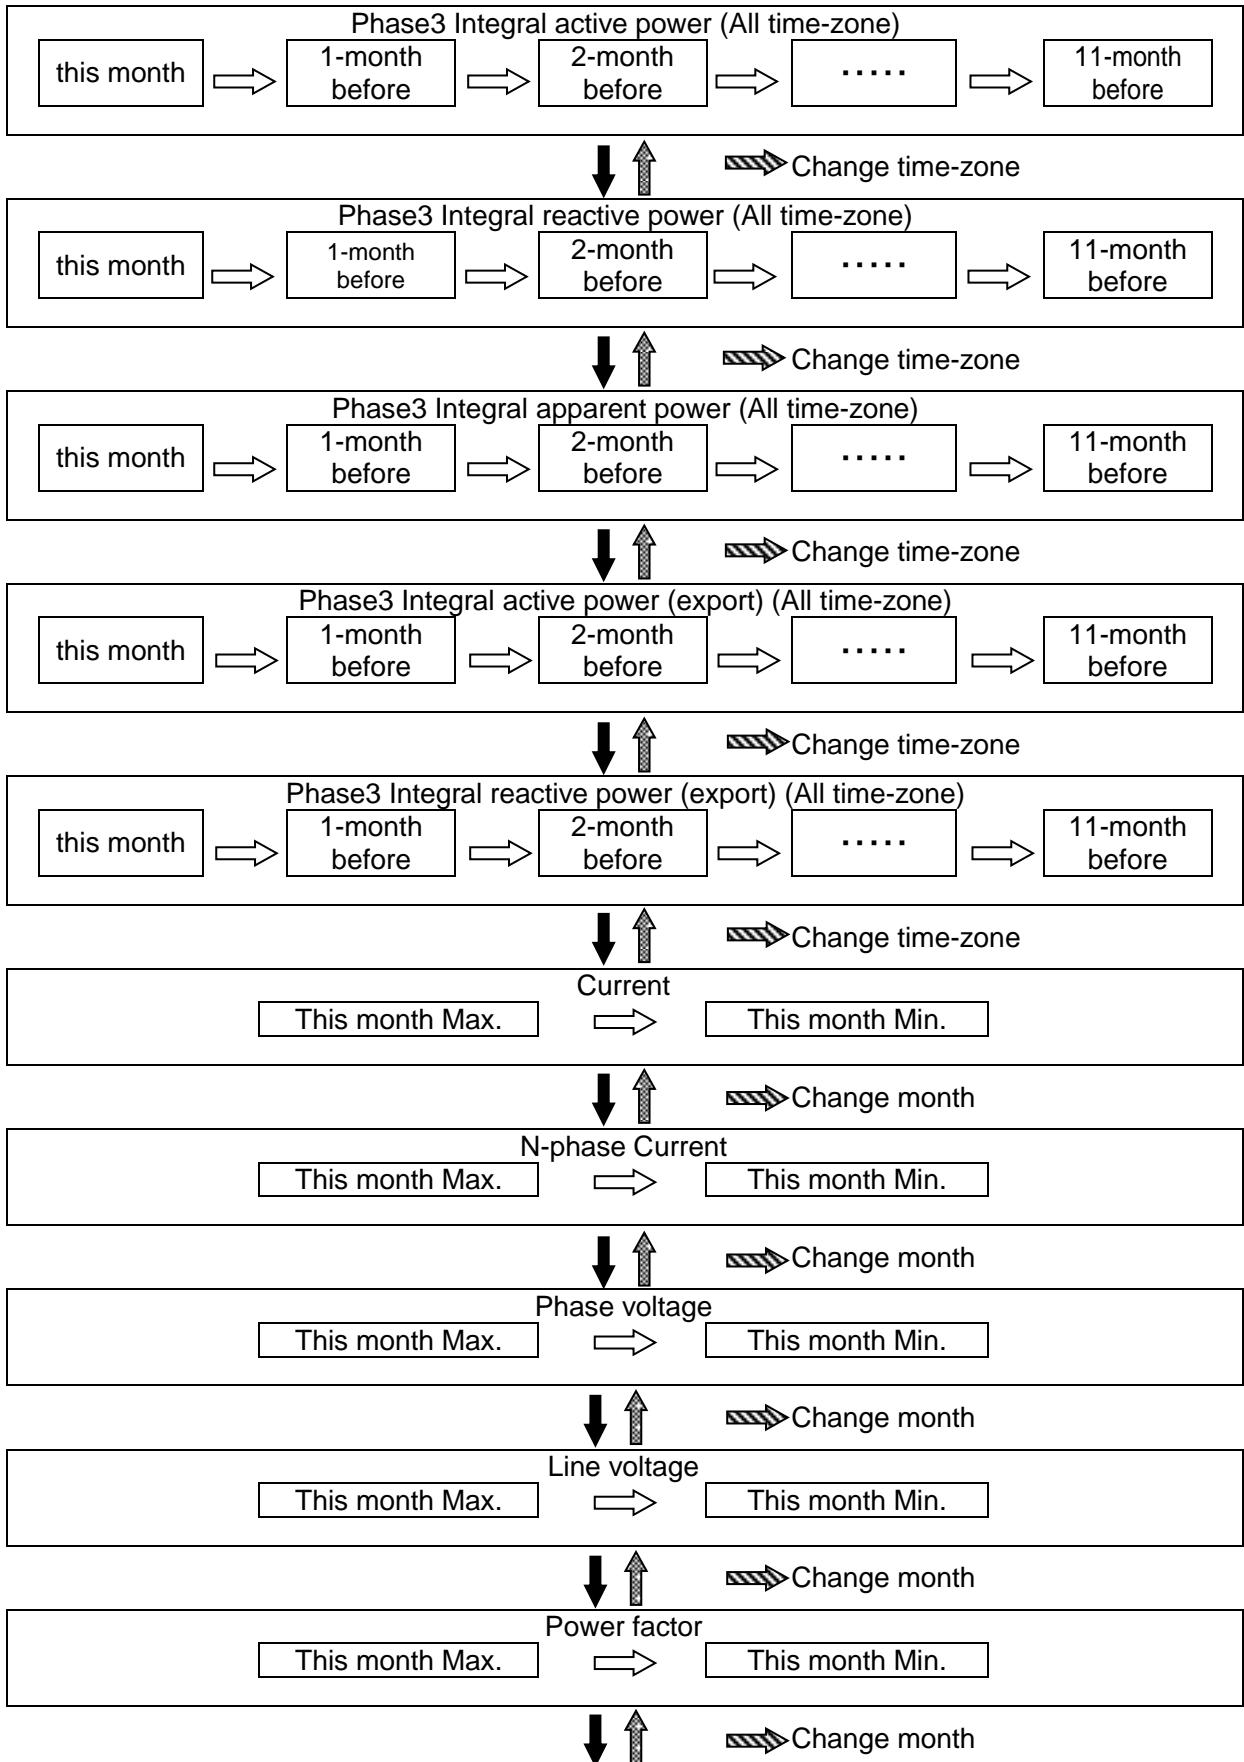 Phase3 Integral active power (All time-zone)
this month
1-month
before
2-month
before
.....
11-month
before
Change time-zone
Phase3 Integral reactive power (All time-zone)
this month
1-month
before
2-month
before
.....
11-month
before
Change time-zone
Phase3 Integral apparent power (All time-zone)
this month
1-month
before
2-month
before
.....
11-month
before
Change time-zone
Phase3 Integral active power (export) (All time-zone)
this month
1-month
before
2-month
before
.....
11-month
before
Change time-zone
Phase3 Integral reactive power (export) (All time-zone)
this month
1-month
before
2-month
before
.....
11-month
before
Change time-zone
Current
This month Max.
This month Min.
Change month
N-phase Current
This month Max.
This month Min.
Change month
Phase voltage
This month Max.
This month Min.
Change month
Line voltage
This month Max.
This month Min.
Change month
Power factor
This month Max.
This month Min.
Change month